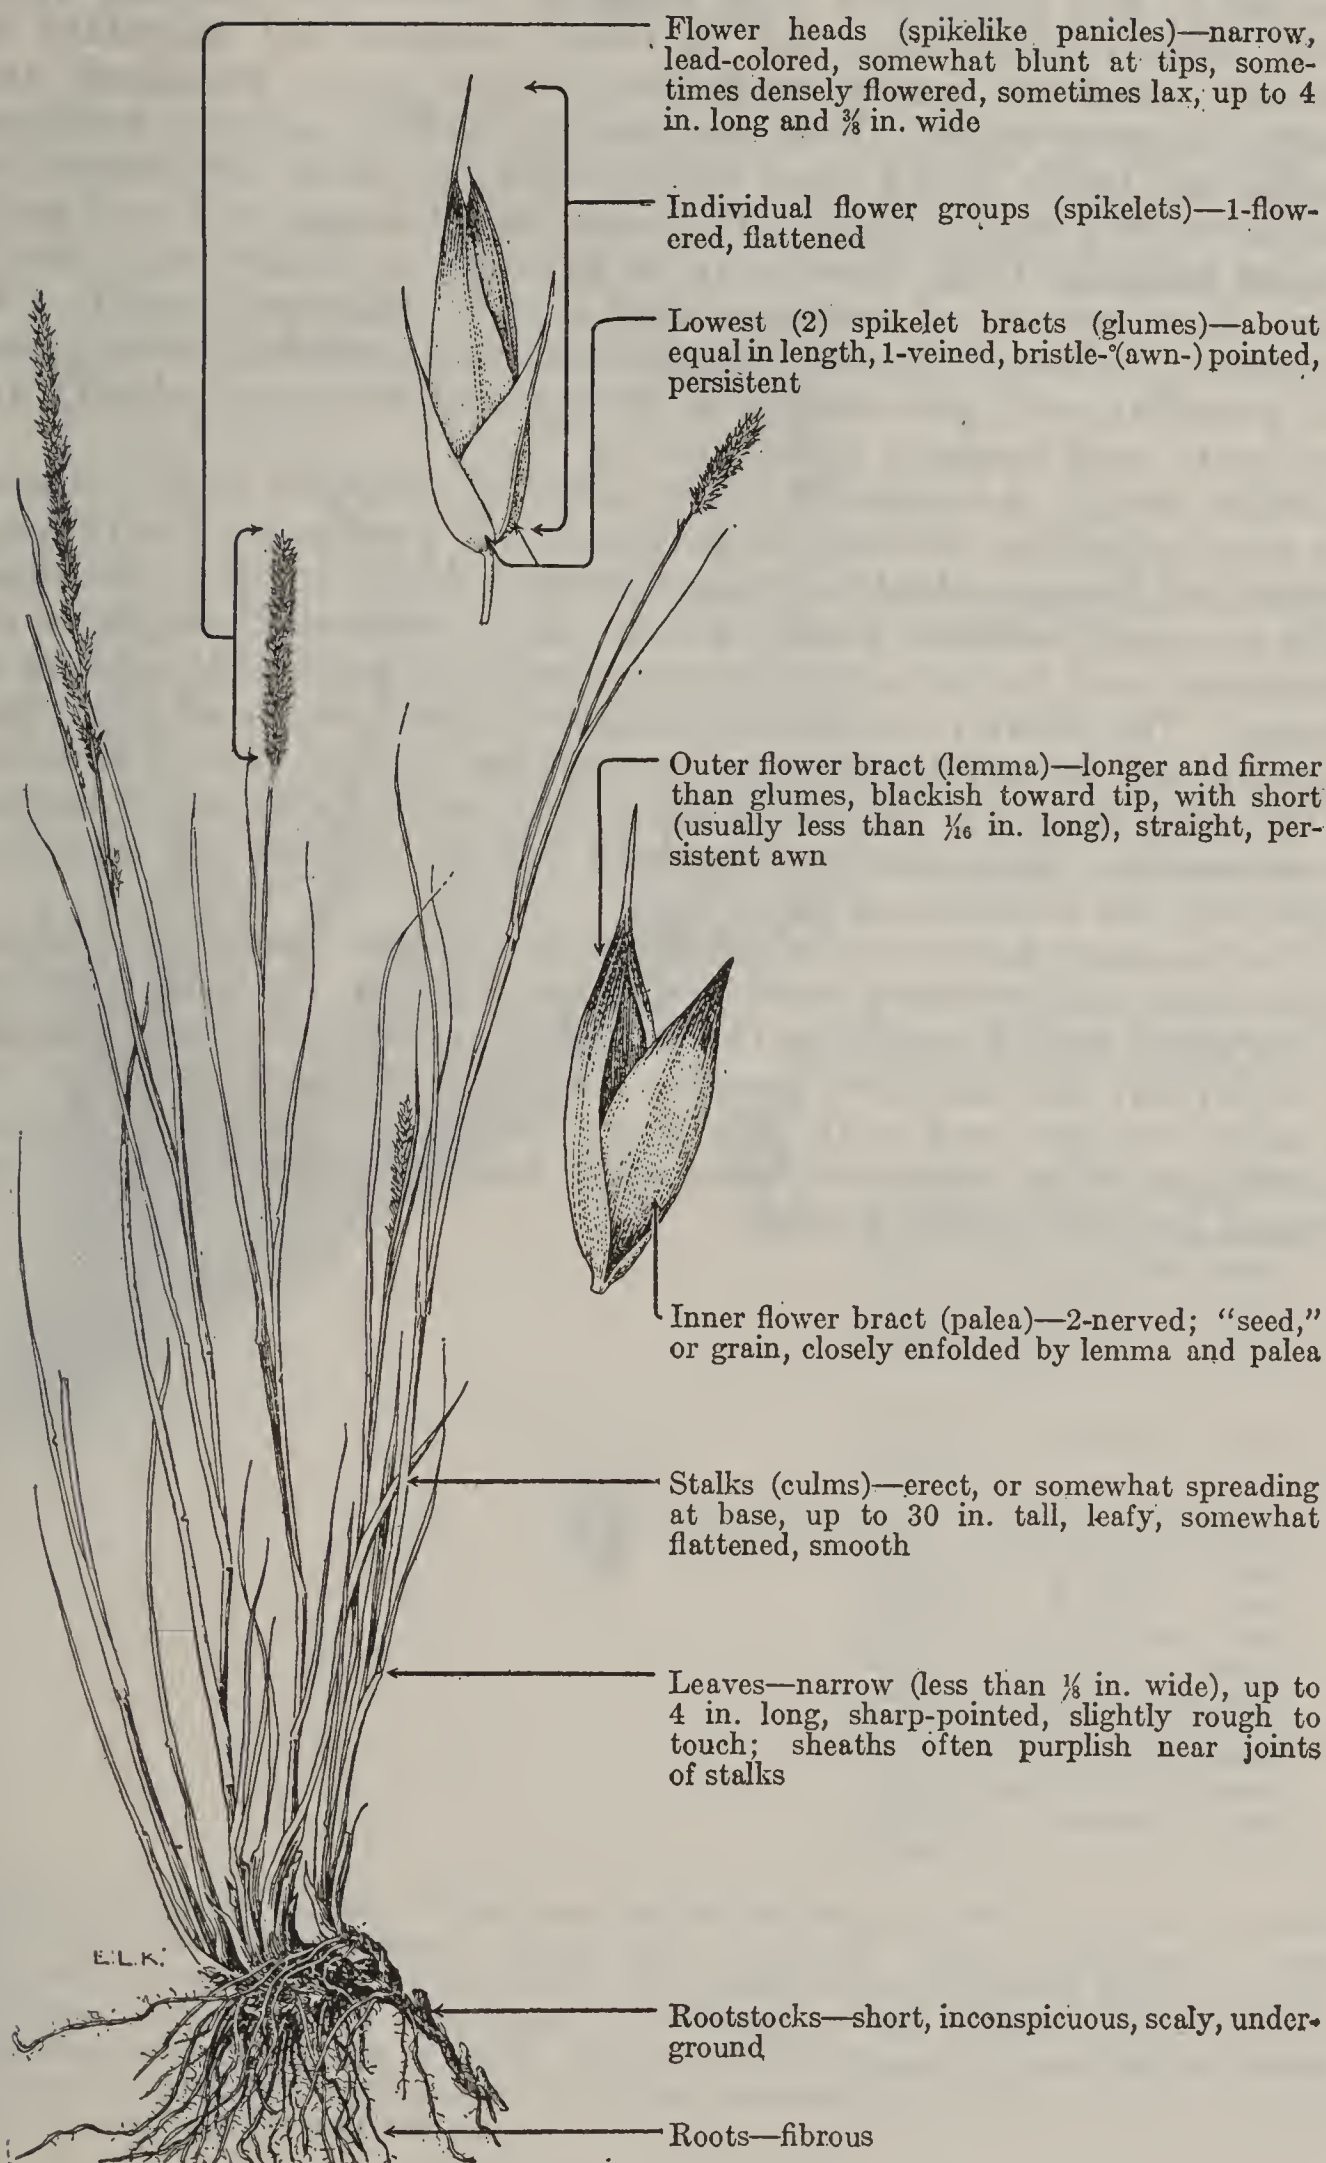 Flower heads (spikelike panicles)—narrow,
lead-colored, somewhat blunt at tips, some-
times densely flowered, sometimes lax, up to 4
in. long and ⅜ in. wide
Individual flower groups (spikelets)—1-flow-
ered, flattened
Lowest (2) spikelet bracts (glumes)—about
equal in length, 1-veined, bristle-(awn-) pointed,
persistent
Outer flower bract (lemma)—longer and firmer
than glumes, blackish toward tip, with short
(usually less than 1/16 in. long), straight, per-
sistent awn
Inner flower bract (palea)—2-nerved; “seed,”
or grain, closely enfolded by lemma and palea
Stalks (culms)—erect, or somewhat spreading
at base, up to 30 in. tall, leafy, somewhat
flattened, smooth
Leaves—narrow (less than ⅛ in. wide), up to
4 in. long, sharp-pointed, slightly rough to
touch; sheaths often purplish near joints
of stalks
E.L.K.
Rootstocks—short, inconspicuous, scaly, under-
ground
Roots—fibrous